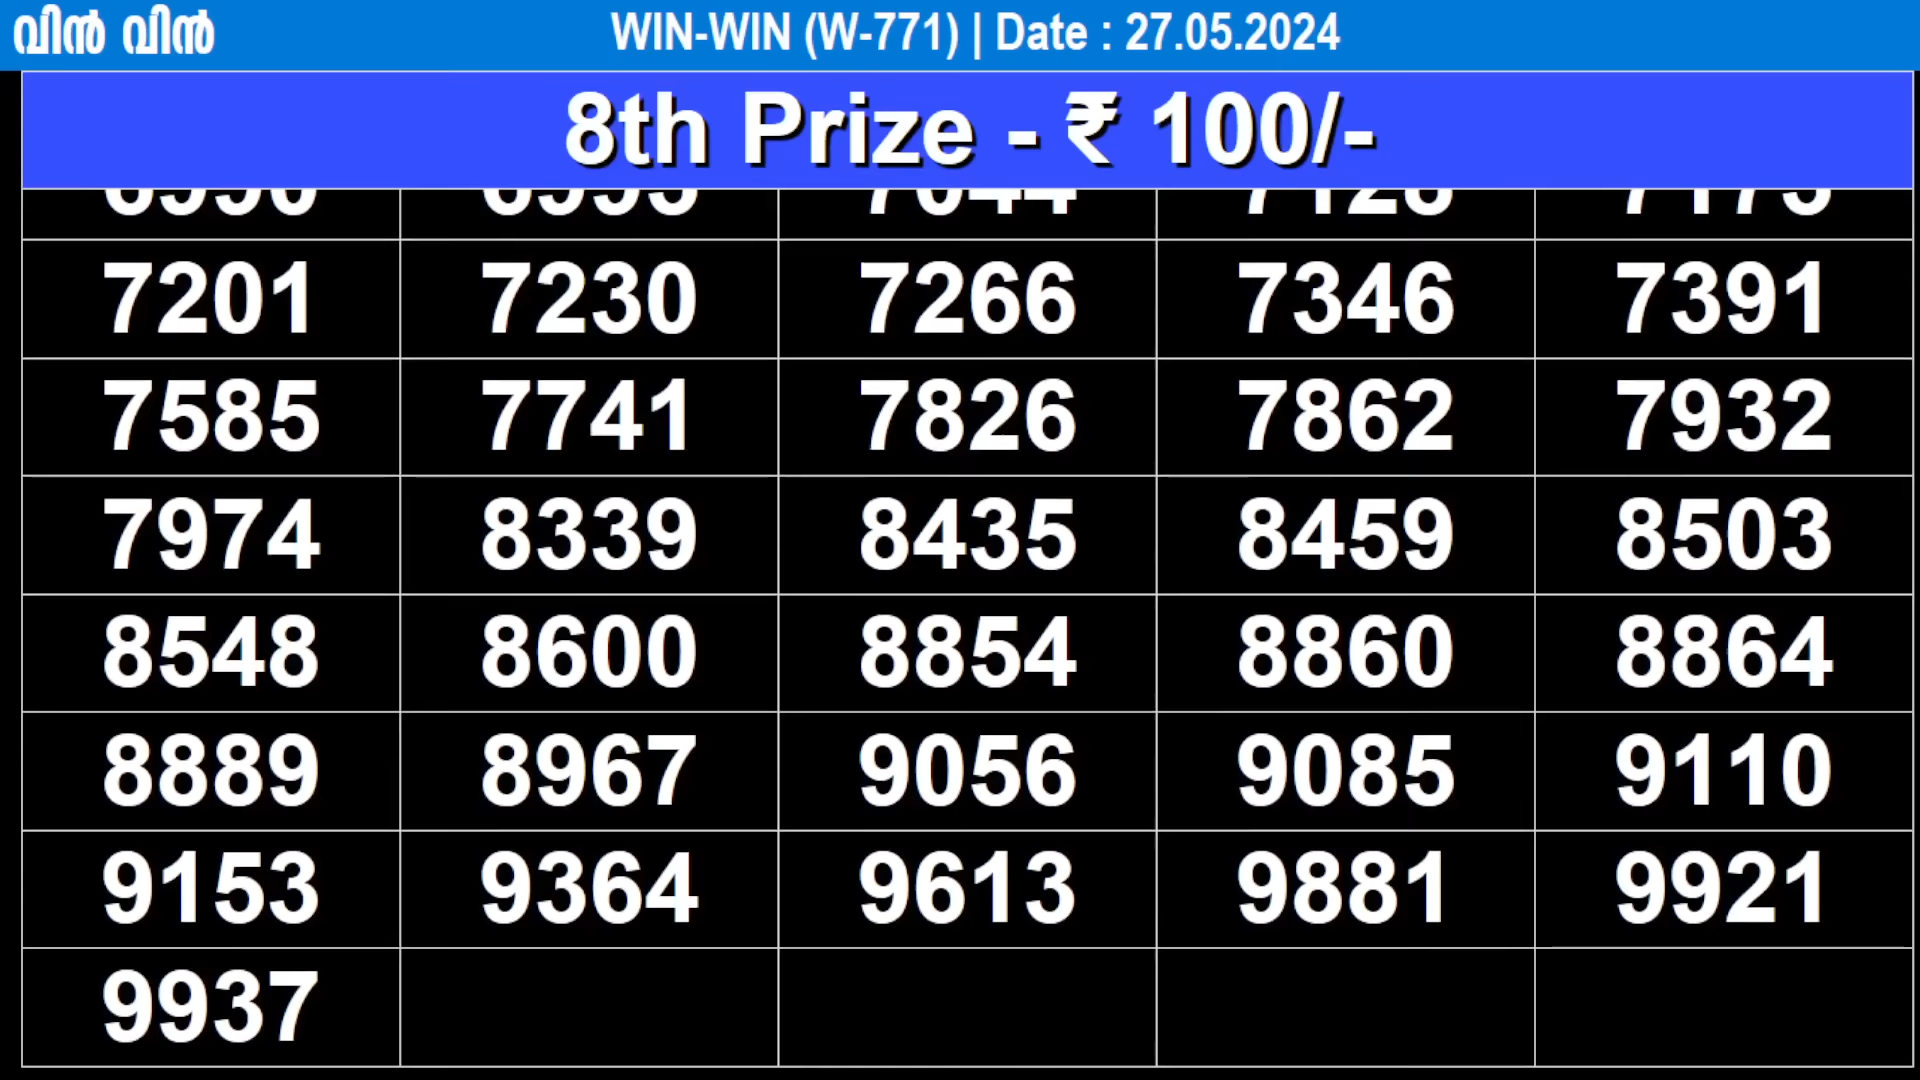 വിൻ വിൻ WIN-WIN (W-771) | Date : 27.05.2024
8th Prize - ₹ 100/-
7201 7230 7266 7346 7391
7585 7741 7826 7862 7932
7974 8339 8435 8459 8503
8548 8600 8854 8860 8864
8889 8967 9056 9085 9110
9153 9364 9613 9881 9921
9937